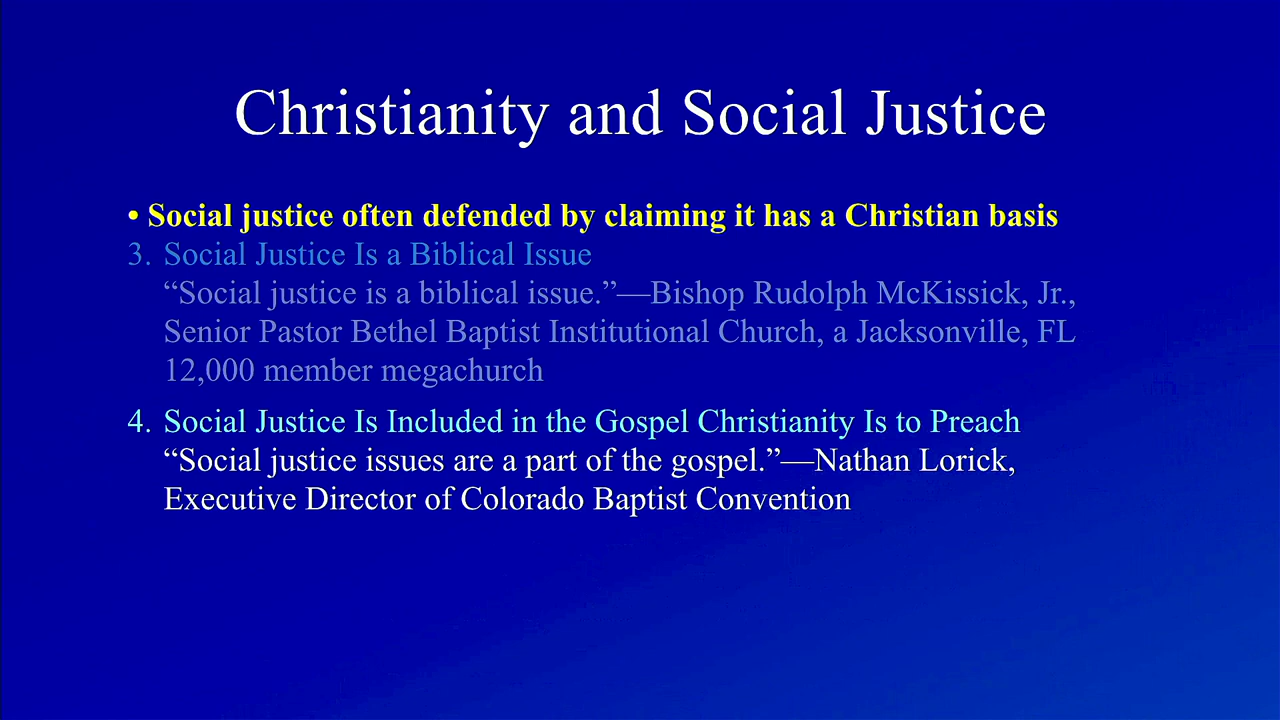 Christianity and Social Justice
• Social justice often defended by claiming it has a Christian basis
3. Social Justice Is a Biblical Issue
“Social justice is a biblical issue.”—Bishop Rudolph McKissick, Jr.,
Senior Pastor Bethel Baptist Institutional Church, a Jacksonville, FL
12,000 member megachurch
4. Social Justice Is Included in the Gospel Christianity Is to Preach
“Social justice issues are a part of the gospel.”—Nathan Lorick,
Executive Director of Colorado Baptist Convention